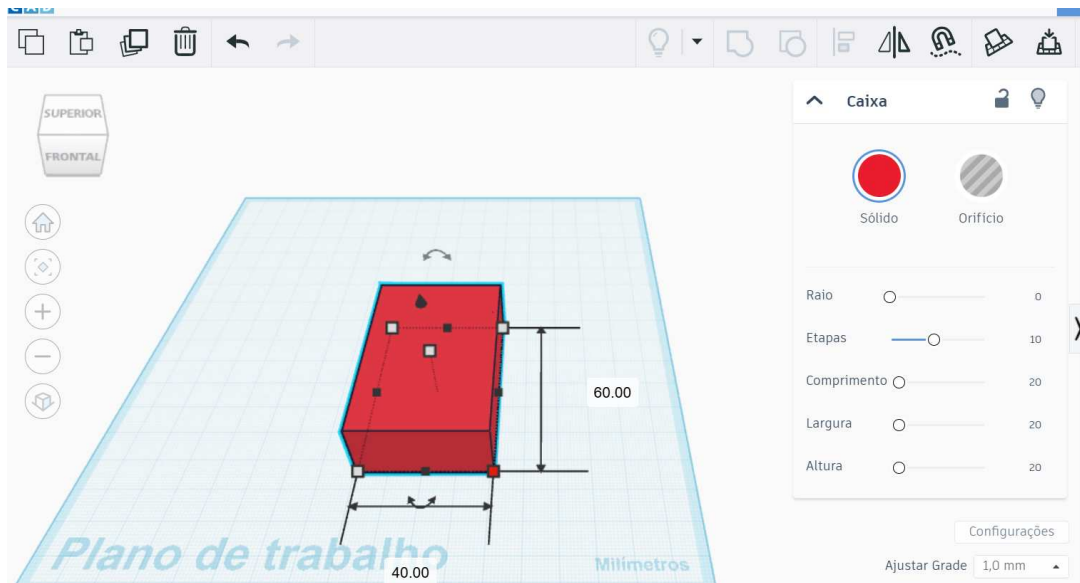 CAD
SUPERIOR
FRONTAL
Caixa
Sólido Orifício
Raio 0
Etapas 10
Comprimento 20
Largura 20
Altura 20
60.00
40.00
Plano de trabalho
Milímetros
Configurações
Ajustar Grade 1,0 mm